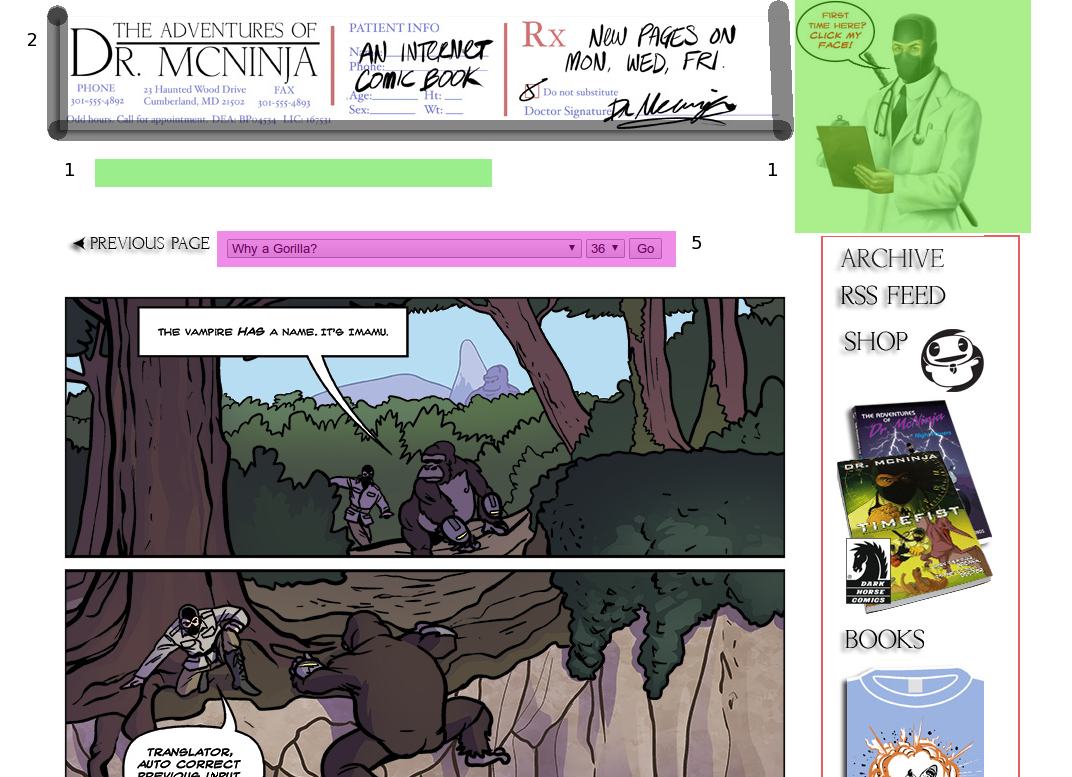 2
THE ADVENTURES OF
DR. MCNINJA
PHONE
301-555-4892
23 Haunted Wood Drive
Cumberland, MD 21502
FAX
301-555-4893
Odd hours. Call for appointment. DEA: BP04534 LIC: 167531
PATIENT INFO
AN INTERNET
Phone:
COMIC BOOK
Age: Ht:
Sex: Wt:
Rx
NEW PAGES ON
MON, WED, FRI.
Do not substitute
Doctor Signature
Dr. McNinja
FIRST
TIME HERE?
CLICK MY
FACE!
1
1
PREVIOUS PAGE
Why a Gorilla?
36
Go
5
THE VAMPIRE HAS A NAME. IT'S IMAMU.
TRANSLATOR,
AUTO CORRECT
PREVIOUS INPUT
ARCHIVE
RSS FEED
SHOP
THE ADVENTURES
OF
Dr. McNinja
DR. MCNINJA
TIMEFIST
DARK
HORSE
COMICS
BOOKS